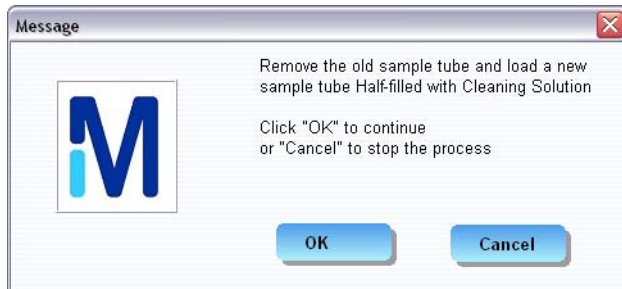 Message
Remove the old sample tube and load a new
sample tube Half-filled with Cleaning Solution
Click "OK" to continue
or "Cancel" to stop the process
OK
Cancel